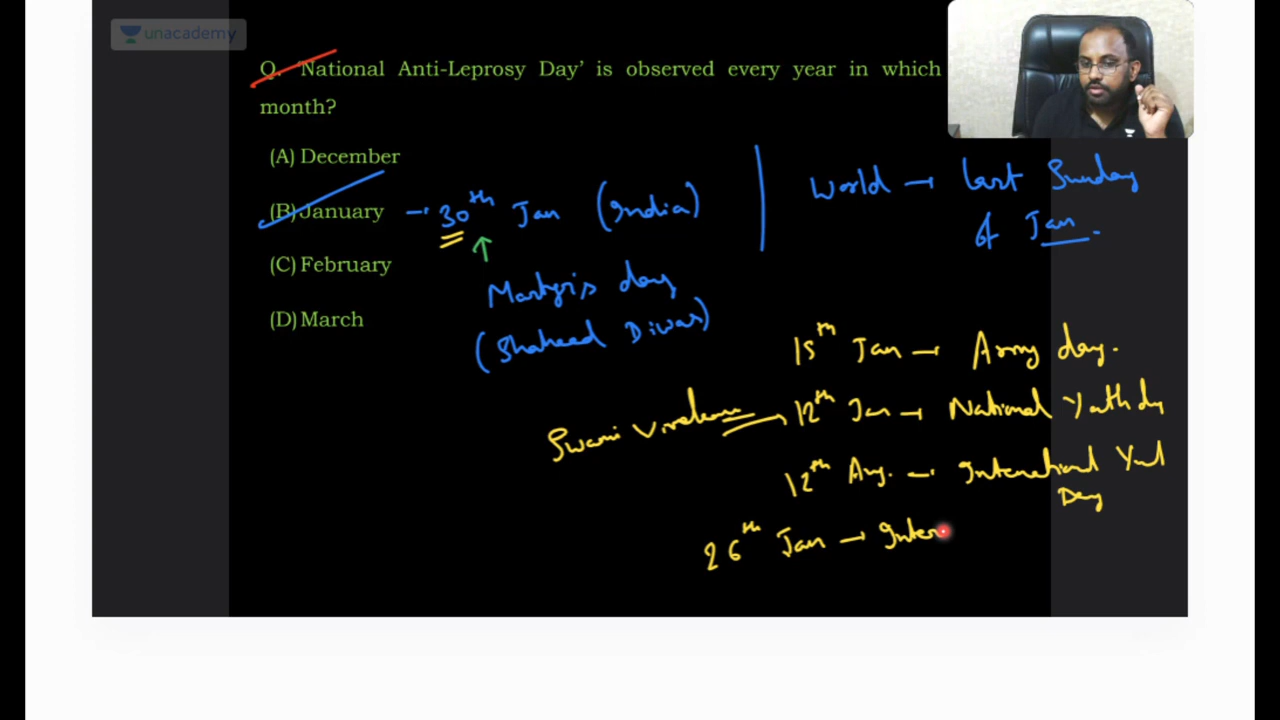 unacademy
Q. 'National Anti-Leprosy Day' is observed every year in which
month?
(A) December
(B) January → 30th Jan (India)
World → last Sunday
of Jan.
(C) February
Martyr's day
(Shaheed Diwas)
(D) March
15th Jan → Army day.
Swami 12th Jan → National Youth day
12th Aug. → International
Day
26th Jan → Inter